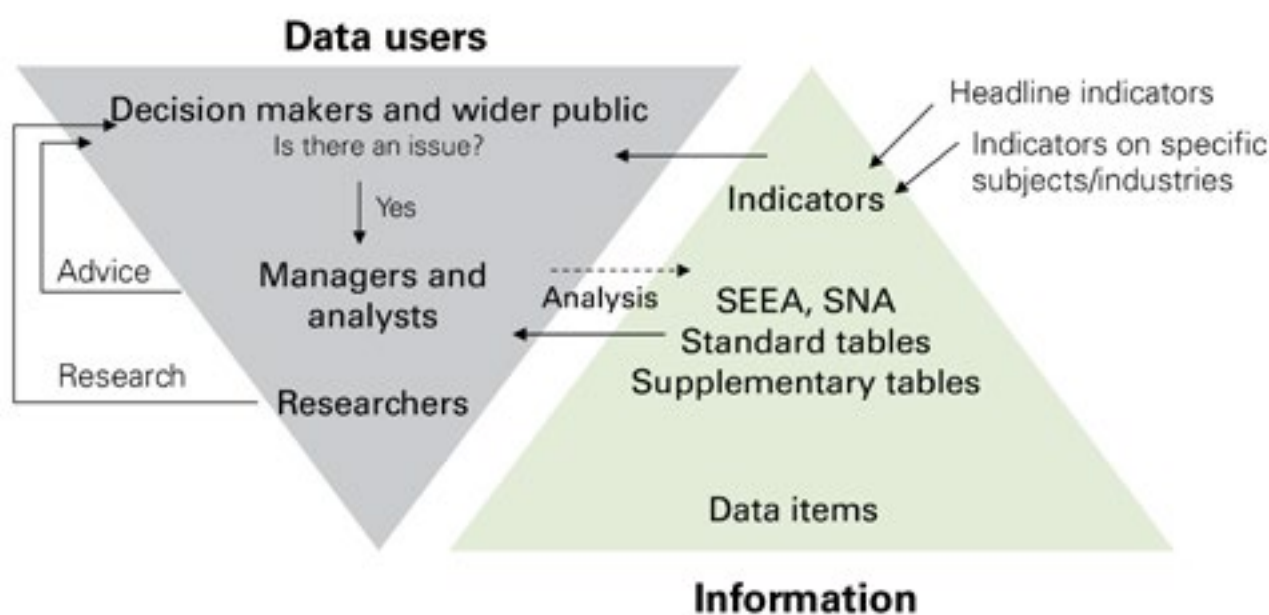 Data users
Decision makers and wider public
Is there an issue?
Yes
Managers and
analysts
Researchers
Advice
Research
Analysis
Headline indicators
Indicators on specific
subjects/industries
Indicators
SEEA, SNA
Standard tables
Supplementary tables
Data items
Information